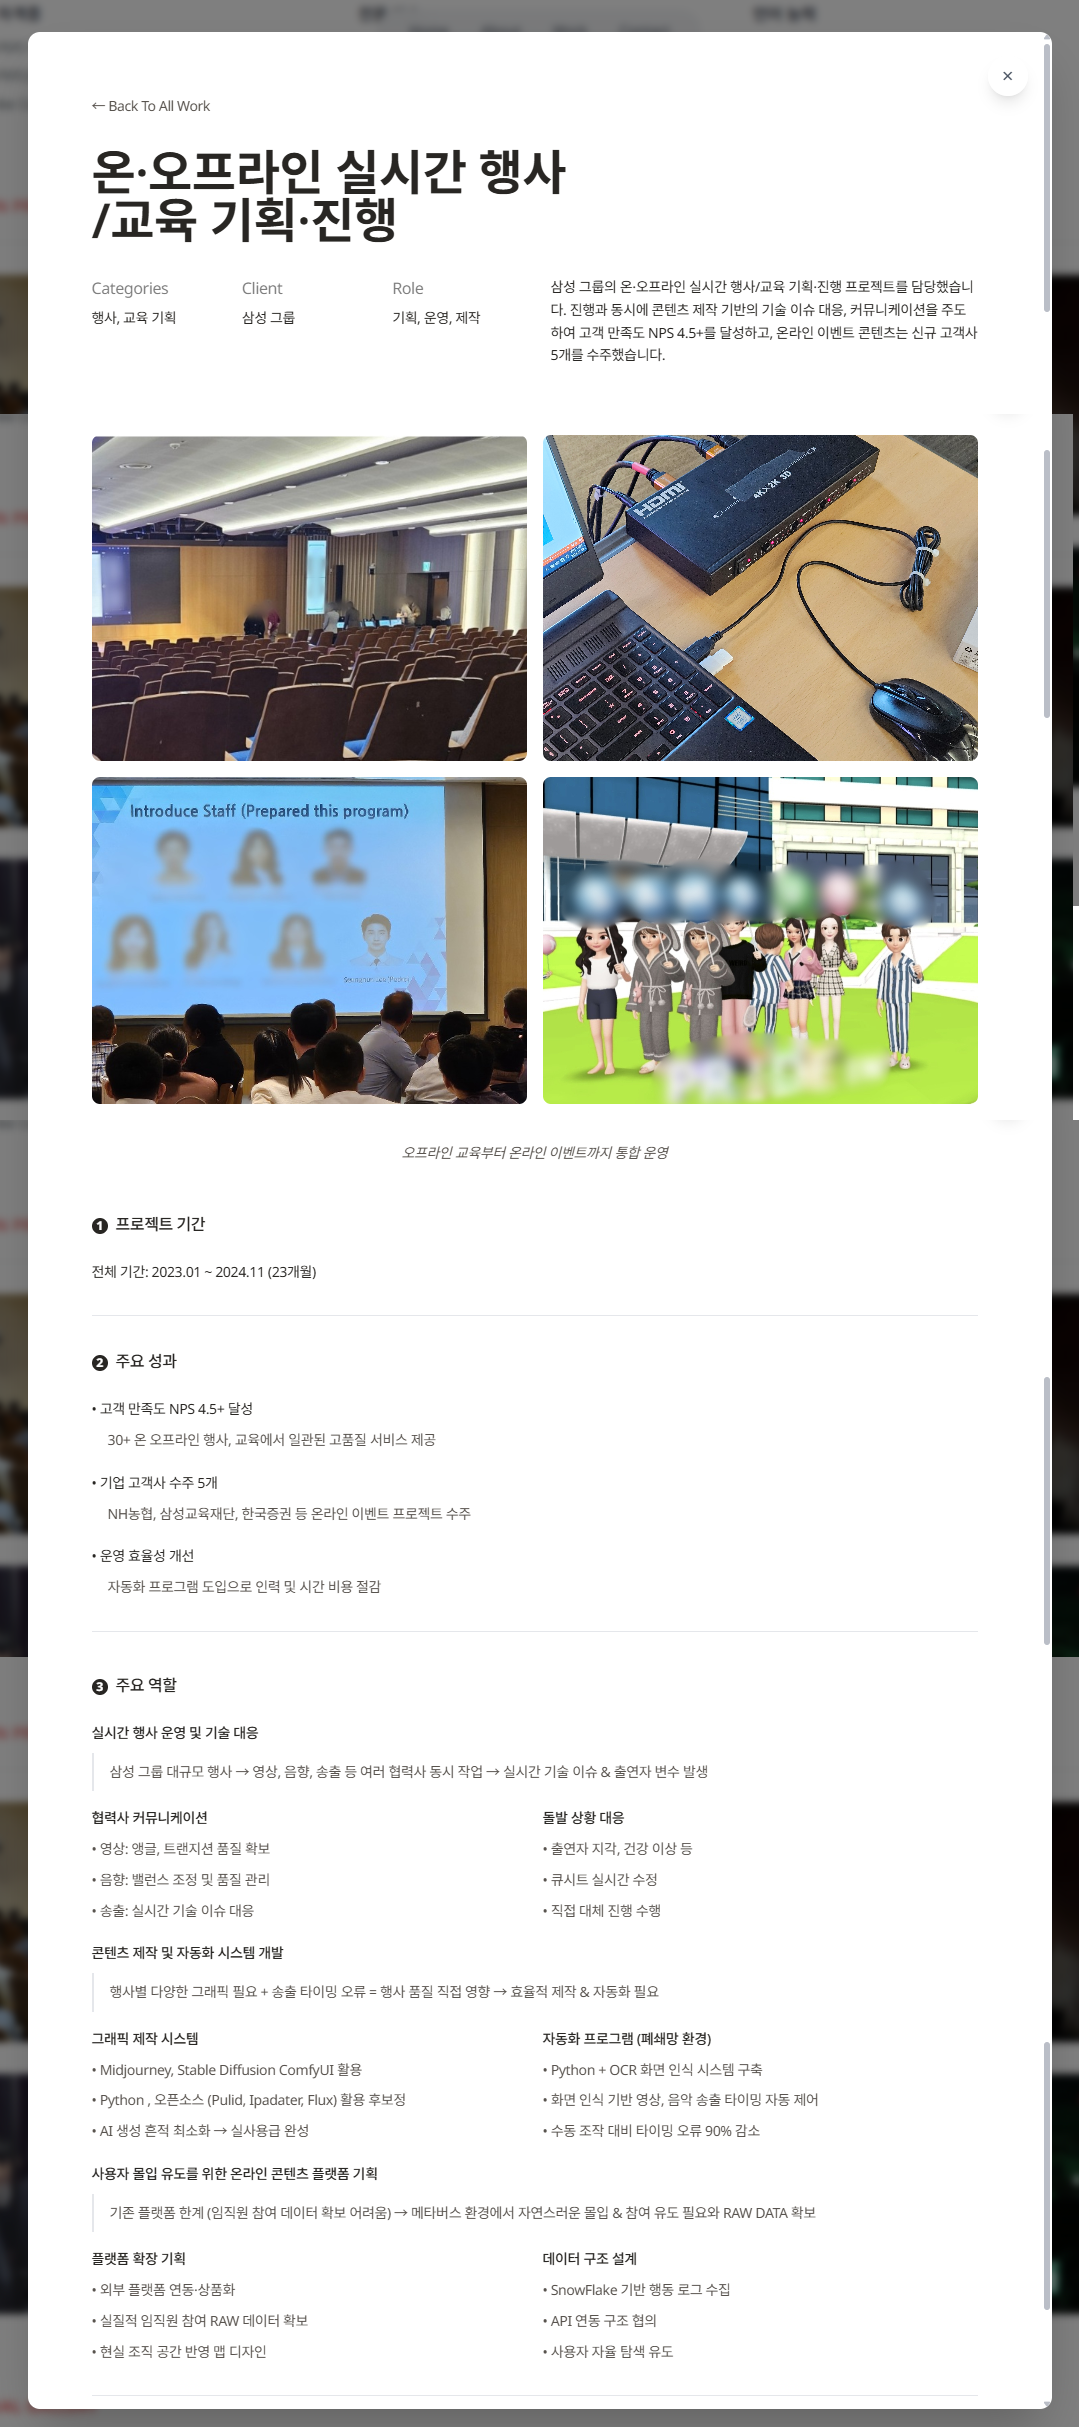 ← Back To All Work
온·오프라인 실시간 행사
/교육 기획·진행
Categories
행사, 교육 기획
Client
삼성 그룹
Role
기획, 운영, 제작
삼성 그룹의 온·오프라인 실시간 행사/교육 기획·진행 프로젝트를 담당했습니
다. 진행과 동시에 콘텐츠 제작 기반의 기술 이슈 대응, 커뮤니케이션을 주도
하여 고객 만족도 NPS 4.5+를 달성하고, 온라인 이벤트 콘텐츠는 신규 고객사
5개를 수주했습니다.
HDMI
4K×2K 3D
Introduce Staff (Prepared this program)
오프라인 교육부터 온라인 이벤트까지 통합 운영
1 프로젝트 기간
전체 기간: 2023.01 ~ 2024.11 (23개월)
2 주요 성과
• 고객 만족도 NPS 4.5+ 달성
30+ 온 오프라인 행사, 교육에서 일관된 고품질 서비스 제공
• 기업 고객사 수주 5개
NH농협, 삼성교육재단, 한국증권 등 온라인 이벤트 프로젝트 수주
• 운영 효율성 개선
자동화 프로그램 도입으로 인력 및 시간 비용 절감
3 주요 역할
실시간 행사 운영 및 기술 대응
삼성 그룹 대규모 행사 → 영상, 음향, 송출 등 여러 협력사 동시 작업 → 실시간 기술 이슈 & 출연자 변수 발생
협력사 커뮤니케이션
• 영상: 앵글, 트랜지션 품질 확보
• 음향: 밸런스 조정 및 품질 관리
• 송출: 실시간 기술 이슈 대응
돌발 상황 대응
• 출연자 지각, 건강 이상 등
• 큐시트 실시간 수정
• 직접 대체 진행 수행
콘텐츠 제작 및 자동화 시스템 개발
행사별 다양한 그래픽 필요 + 송출 타이밍 오류 = 행사 품질 직접 영향 → 효율적 제작 & 자동화 필요
그래픽 제작 시스템
• Midjourney, Stable Diffusion ComfyUI 활용
• Python , 오픈소스 (Pulid, Ipadater, Flux) 활용 후보정
• AI 생성 흔적 최소화 → 실사용급 완성
자동화 프로그램 (폐쇄망 환경)
• Python + OCR 화면 인식 시스템 구축
• 화면 인식 기반 영상, 음악 송출 타이밍 자동 제어
• 수동 조작 대비 타이밍 오류 90% 감소
사용자 몰입 유도를 위한 온라인 콘텐츠 플랫폼 기획
기존 플랫폼 한계 (임직원 참여 데이터 확보 어려움) → 메타버스 환경에서 자연스러운 몰입 & 참여 유도 필요와 RAW DATA 확보
플랫폼 확장 기획
• 외부 플랫폼 연동·상품화
• 실질적 임직원 참여 RAW 데이터 확보
• 현실 조직 공간 반영 맵 디자인
데이터 구조 설계
• SnowFlake 기반 행동 로그 수집
• API 연동 구조 협의
• 사용자 자율 탐색 유도